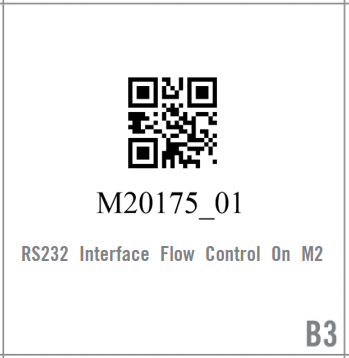 M20175_01
RS232 Interface Flow Control On M2
B3